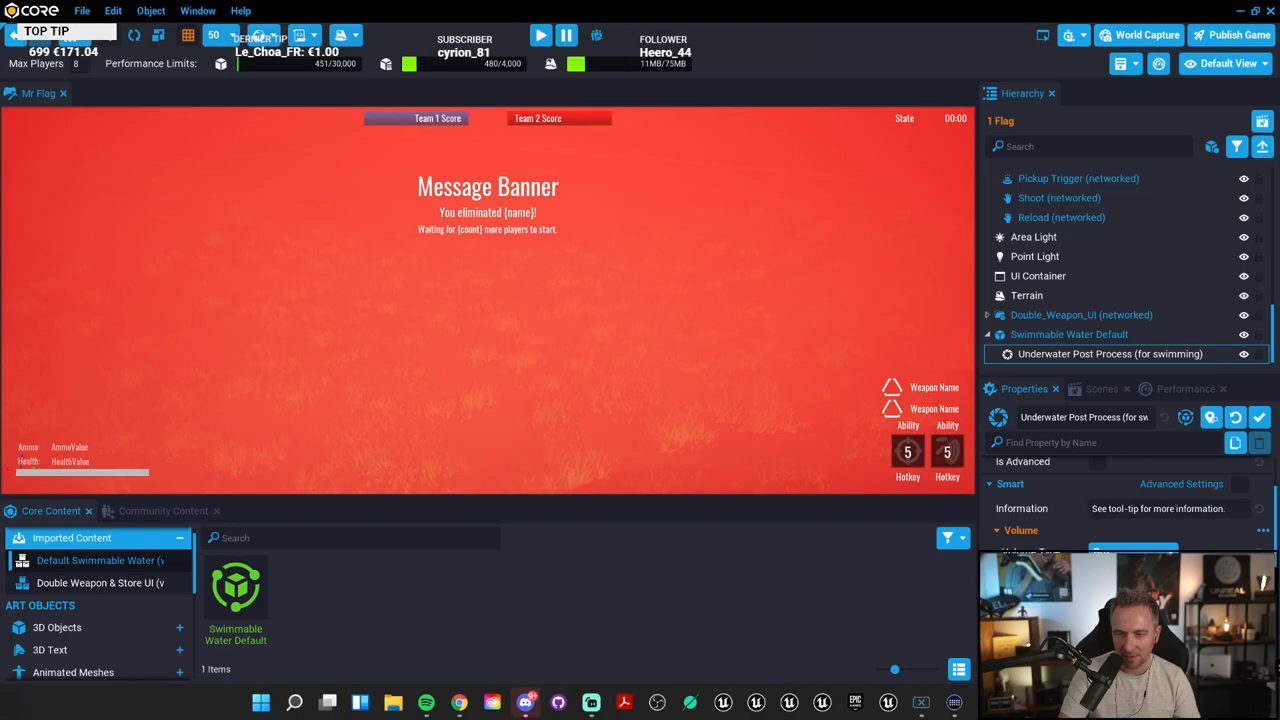 CORE File Edit Object Window Help
TOP TIP
699 €171.04
50
DERNIER TIP
Le_Choa_FR: €1.00
SUBSCRIBER
cyrion_81
FOLLOWER
Heero_44
World Capture
Publish Game
Max Players 8
Performance Limits:
451/30,000
480/4,000
11MB/75MB
Default View
Mr Flag
Team 1 Score
Team 2 Score
State 00:00
Message Banner
You eliminated {name}!
Waiting for {count} more players to start.
Weapon Name
Weapon Name
Ability Ability
5 5
Hotkey Hotkey
Ammo: AmmoValue
Health: HealthValue
Hierarchy
1 Flag
Search
Pickup Trigger (networked)
Shoot (networked)
Reload (networked)
Area Light
Point Light
UI Container
Terrain
Double_Weapon_UI (networked)
Swimmable Water Default
Underwater Post Process (for swimming)
Properties Scenes Performance
Underwater Post Process (for sw
Find Property by Name
Is Advanced
Smart Advanced Settings
Information See tool-tip for more information.
Volume
Core Content Community Content
Imported Content
Default Swimmable Water (v
Double Weapon & Store UI (v
ART OBJECTS
3D Objects
3D Text
Animated Meshes
Search
Swimmable
Water Default
1 Items
UNREAL
EPIC